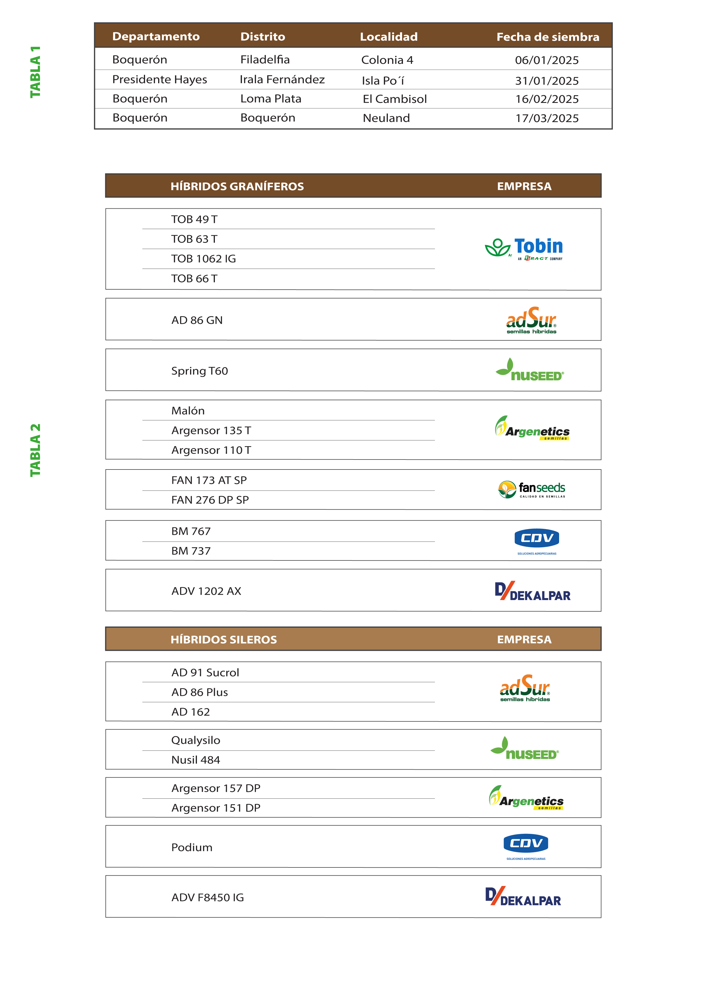 TABLA 1
Departamento Distrito Localidad Fecha de siembra
Boquerón Filadelfia Colonia 4 06/01/2025
Presidente Hayes Irala Fernández Isla Po´í 31/01/2025
Boquerón Loma Plata El Cambisol 16/02/2025
Boquerón Boquerón Neuland 17/03/2025
TABLA 2
HÍBRIDOS GRANÍFEROS EMPRESA
TOB 49 T
TOB 63 T
TOB 1062 IG
TOB 66 T
Tobin
Ar
AN RAGT COMPANY
AD 86 GN
adSur®
semillas híbridas
Spring T60
nuseed®
Malón
Argensor 135 T
Argensor 110 T
Argenetics
semillas
FAN 173 AT SP
FAN 276 DP SP
fanseeds
CALIDAD EN SEMILLAS
BM 767
BM 737
CDV
SOLUCIONES AGROPECUARIAS
ADV 1202 AX
D/DEKALPAR
HÍBRIDOS SILEROS EMPRESA
AD 91 Sucrol
AD 86 Plus
AD 162
adSur®
semillas híbridas
Qualysilo
Nusil 484
nuseed®
Argensor 157 DP
Argensor 151 DP
Argenetics
semillas
Podium
CDV
SOLUCIONES AGROPECUARIAS
ADV F8450 IG
D/DEKALPAR